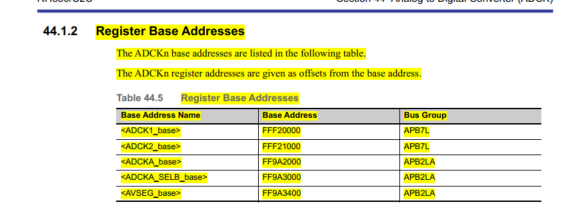 Section 44 Analog to Digital Converter (ADCK)
44.1.2 Register Base Addresses
The ADCKn base addresses are listed in the following table.
The ADCKn register addresses are given as offsets from the base address.
Table 44.5 Register Base Addresses
Base Address Name Base Address Bus Group
<ADCK1_base> FFF20000 APB7L
<ADCK2_base> FFF21000 APB7L
<ADCKA_base> FF9A2000 APB2LA
<ADCKA_SELB_base> FF9A3000 APB2LA
<AVSEG_base> FF9A3400 APB2LA